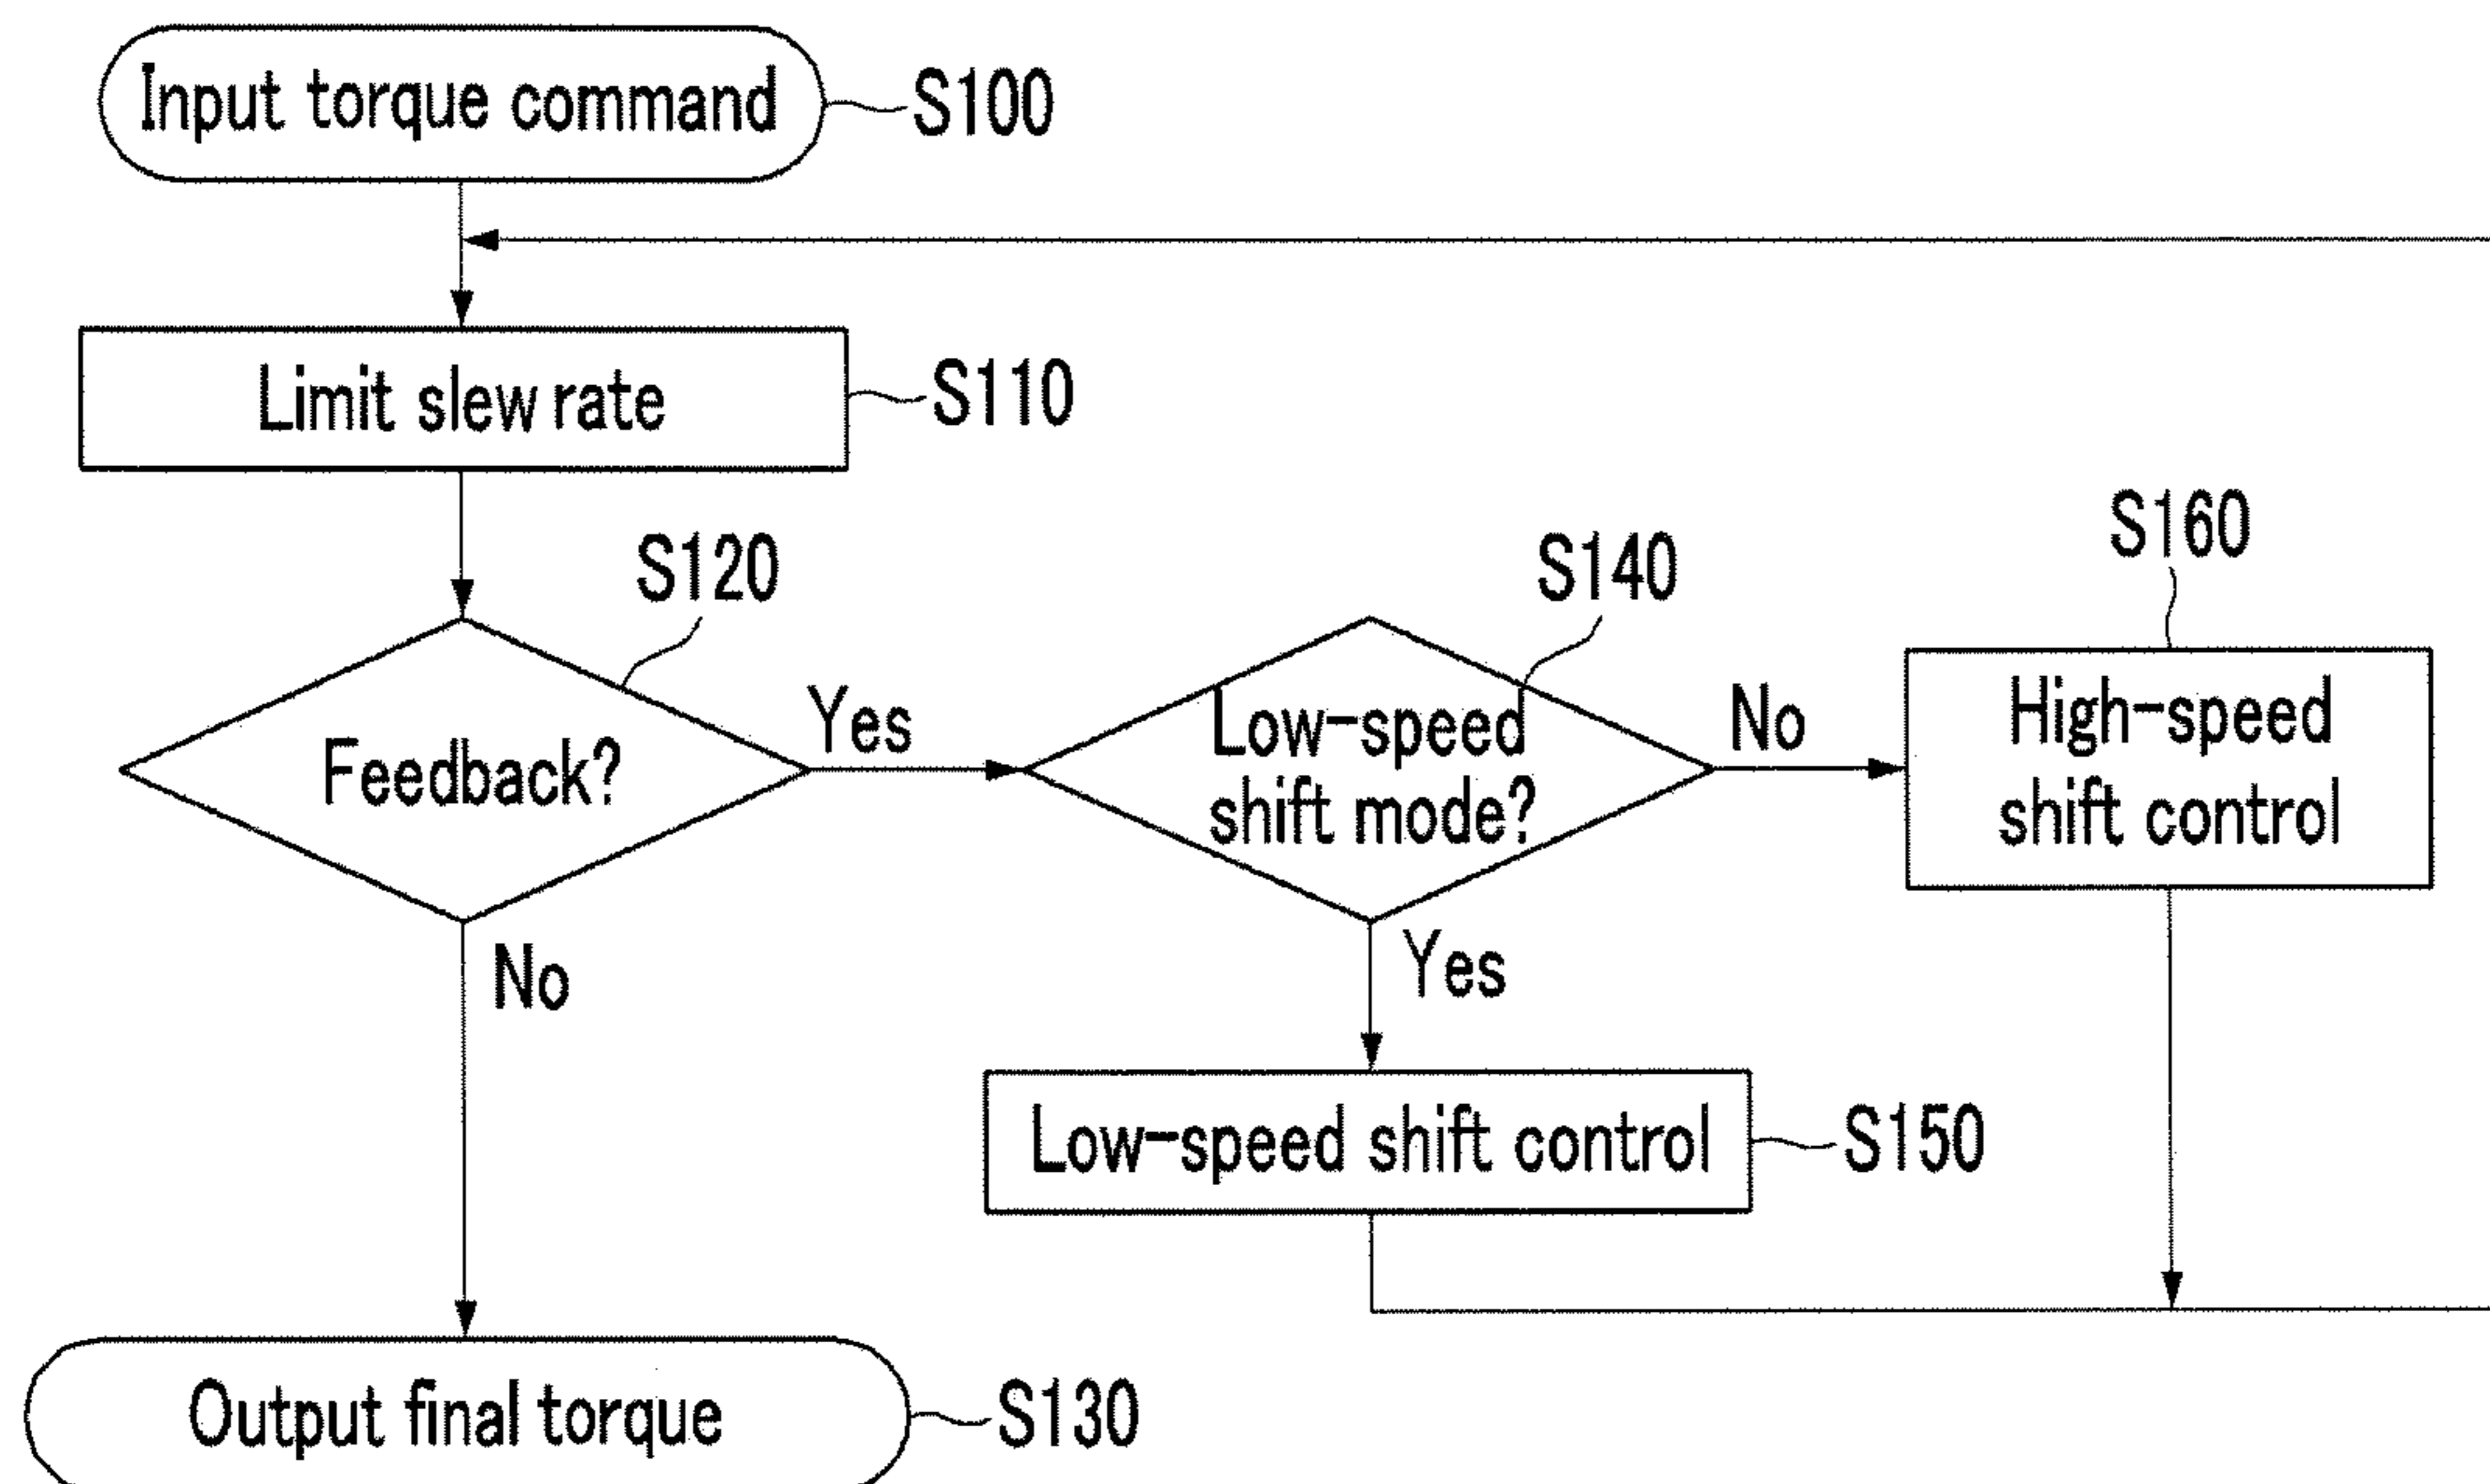 Input torque command
S100
Limit slew rate
S110
S120
Feedback?
Yes
No
S140
Low-speed
shift mode?
No
Yes
S160
High-speed
shift control
Low-speed shift control
S150
Output final torque
S130